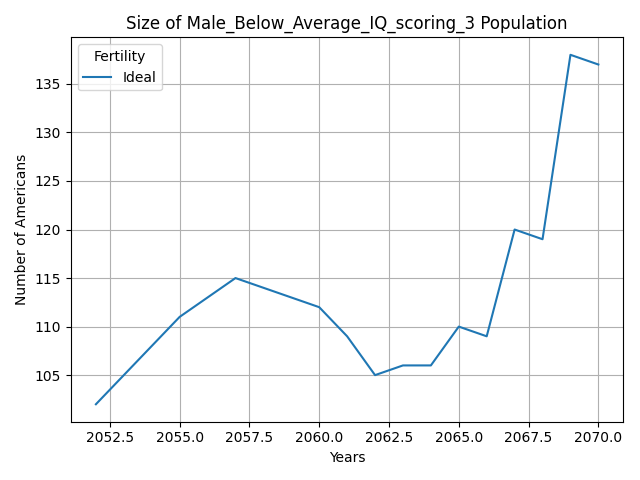 Size of Male_Below_Average_IQ_scoring_3 Population
Fertility
Ideal
Number of Americans
135
130
125
120
115
110
105
2052.5 2055.0 2057.5 2060.0 2062.5 2065.0 2067.5 2070.0
Years